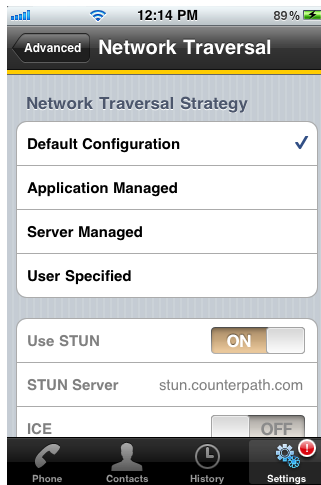 12:14 PM 89%
Advanced Network Traversal
Network Traversal Strategy
Default Configuration
Application Managed
Server Managed
User Specified
Use STUN ON
STUN Server stun.counterpath.com
ICE OFF
!
Phone Contacts History Settings